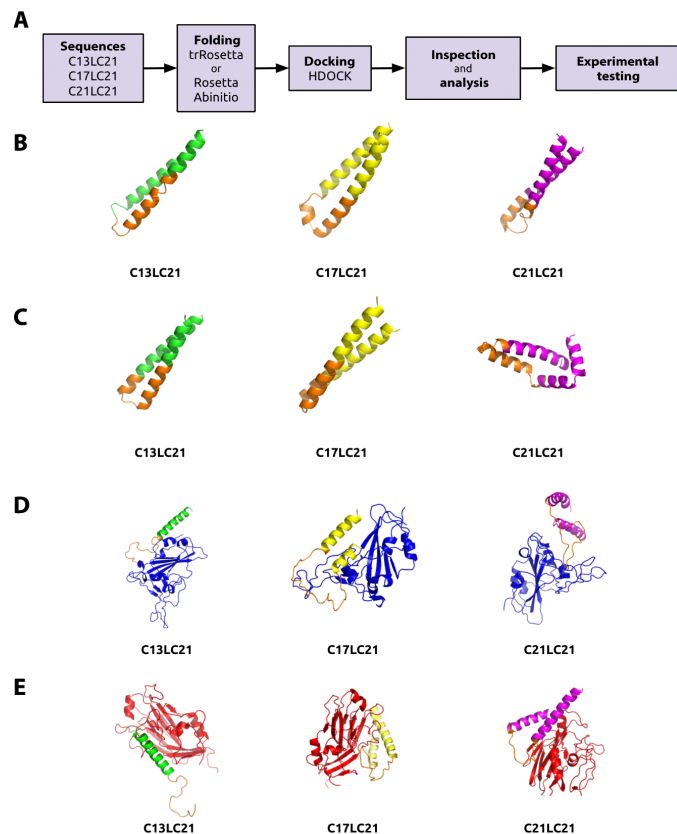 A
Sequences
C13LC21
C17LC21
C21LC21
Folding
trRosetta
or
Rosetta
Abinitio
Docking
HDOCK
Inspection
and
analysis
Experimental
testing
B
C13LC21 C17LC21 C21LC21
C
C13LC21 C17LC21 C21LC21
D
C13LC21 C17LC21 C21LC21
E
C13LC21 C17LC21 C21LC21